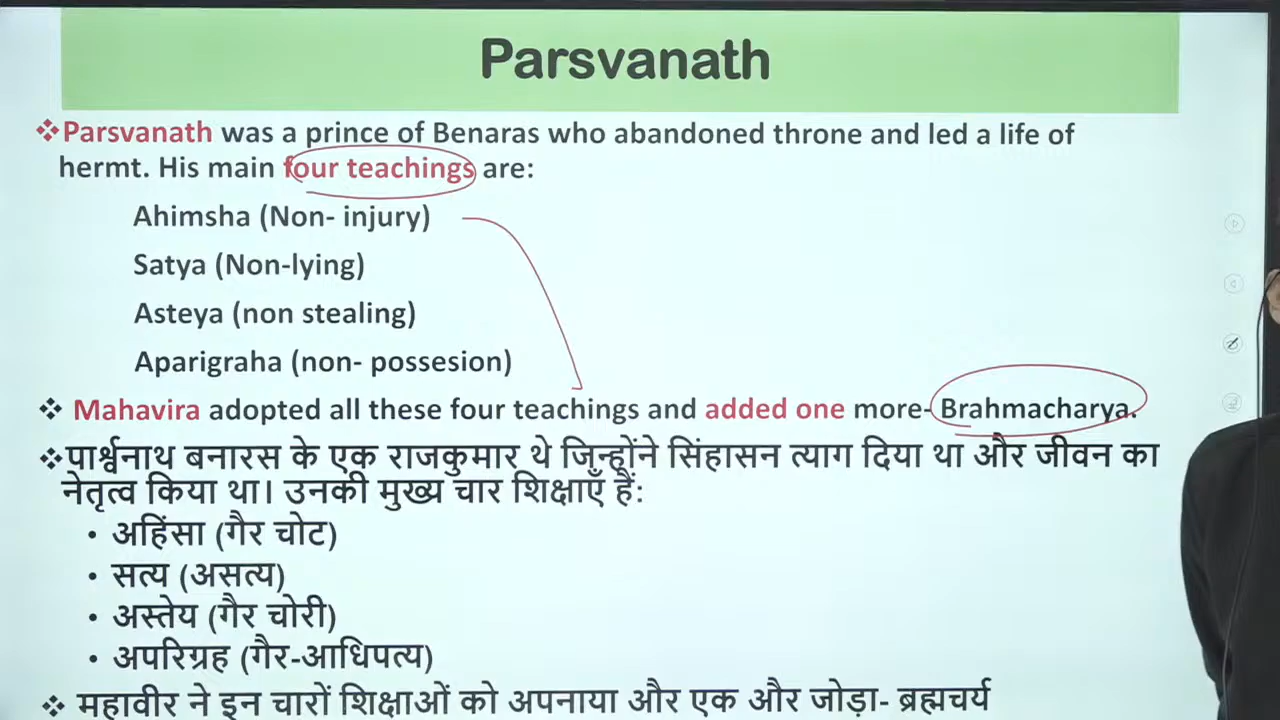 Parsvanath
❖Parsvanath was a prince of Benaras who abandoned throne and led a life of
hermt. His main four teachings are:
Ahimsha (Non- injury)
Satya (Non-lying)
Asteya (non stealing)
Aparigraha (non- possesion)
❖ Mahavira adopted all these four teachings and added one more- Brahmacharya.
❖पार्श्वनाथ बनारस के एक राजकुमार थे जिन्होंने सिंहासन त्याग दिया था और जीवन का
नेतृत्व किया था। उनकी मुख्य चार शिक्षाएँ हैं:
• अहिंसा (गैर चोट)
• सत्य (असत्य)
• अस्तेय (गैर चोरी)
• अपरिग्रह (गैर-आधिपत्य)
❖ महावीर ने इन चारों शिक्षाओं को अपनाया और एक और जोड़ा- ब्रह्मचर्य